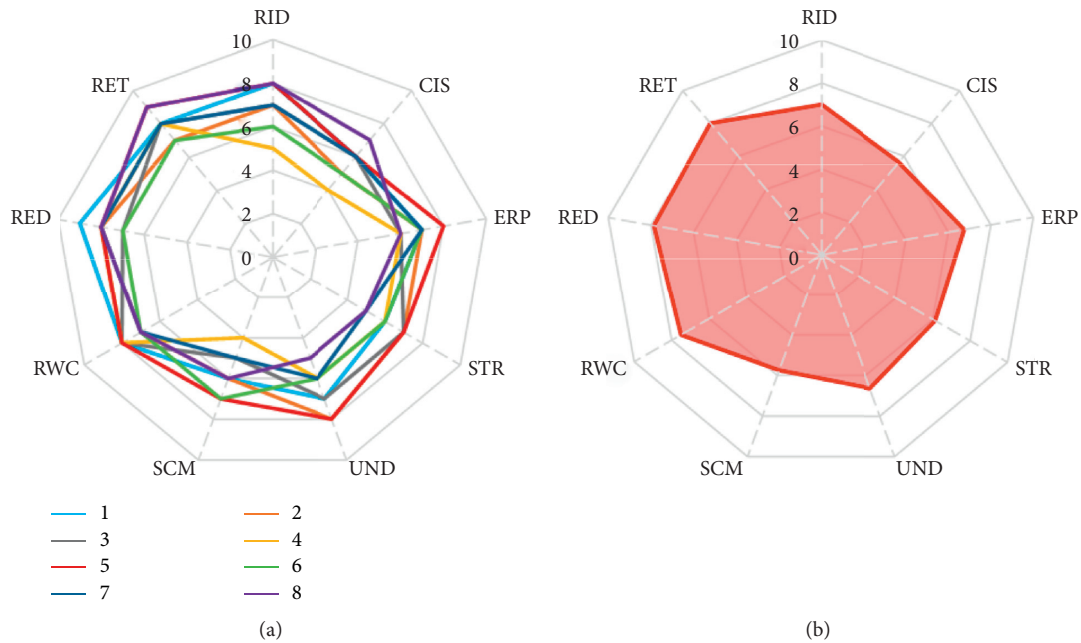 RID
10
8
6
4
2
0
CIS
ERP
STR
UND
SCM
RWC
RED
RET
1 2
3 4
5 6
7 8
(a)
RID
10
8
6
4
2
0
CIS
ERP
STR
UND
SCM
RWC
RED
RET
(b)